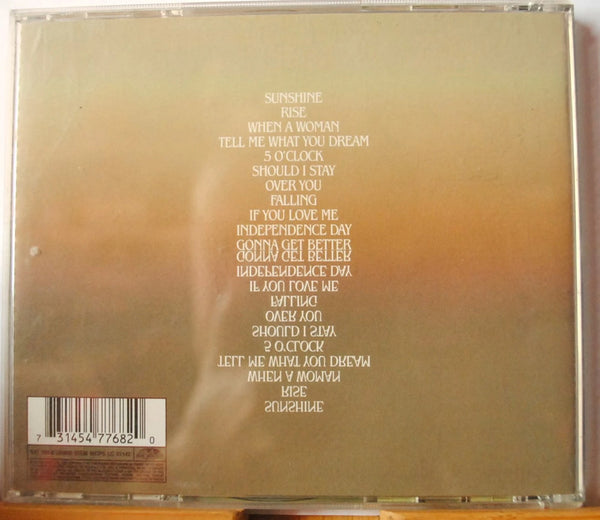 SUNSHINE
RISE
WHEN A WOMAN
TELL ME WHAT YOU DREAM
5 O'CLOCK
SHOULD I STAY
OVER YOU
FALLING
IF YOU LOVE ME
INDEPENDENCE DAY
GONNA GET BETTER
GONNA GET BETTER
INDEPENDENCE DAY
IF YOU LOVE ME
FALLING
OVER YOU
SHOULD I STAY
5 O'CLOCK
TELL ME WHAT YOU DREAM
WHEN A WOMAN
RISE
SUNSHINE
7 31454 77682 0